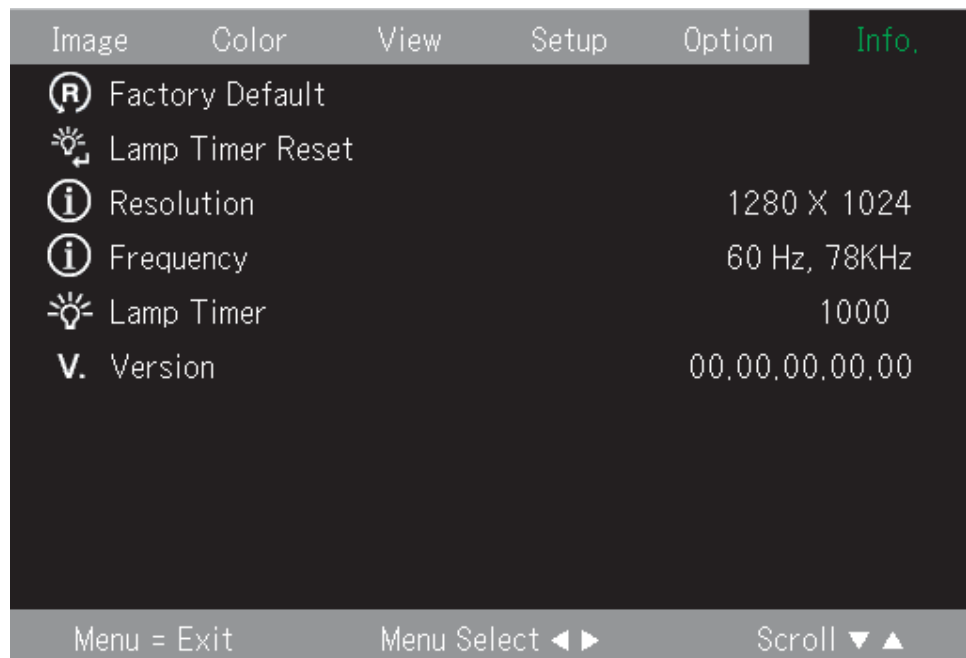 Image Color View Setup Option Info.
Factory Default
Lamp Timer Reset
Resolution 1280 X 1024
Frequency 60 Hz, 78KHz
Lamp Timer 1000
V. Version 00.00.00.00.00
Menu = Exit Menu Select ◀ ▶ Scroll ▼ ▲